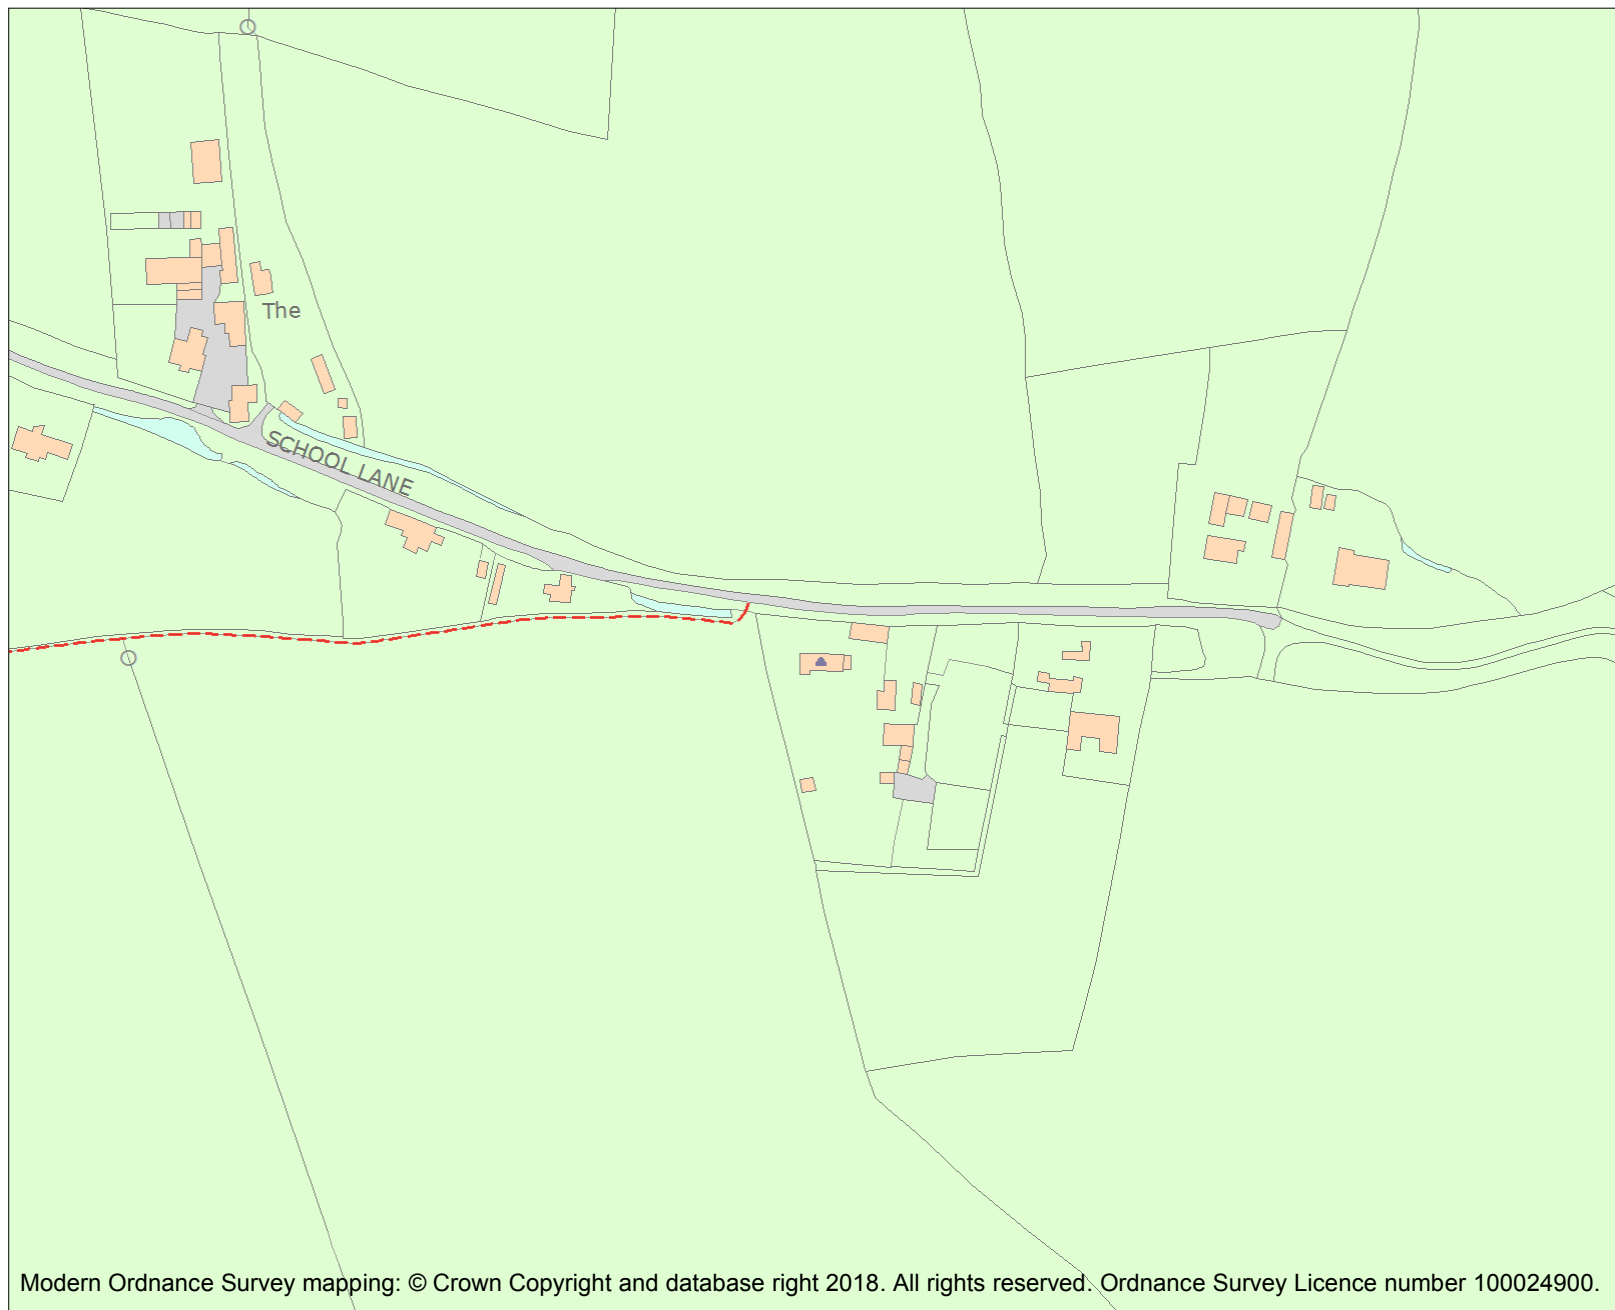 The
SCHOOL LANE
Modern Ordnance Survey mapping: © Crown Copyright and database right 2018. All rights reserved. Ordnance Survey Licence number 100024900.